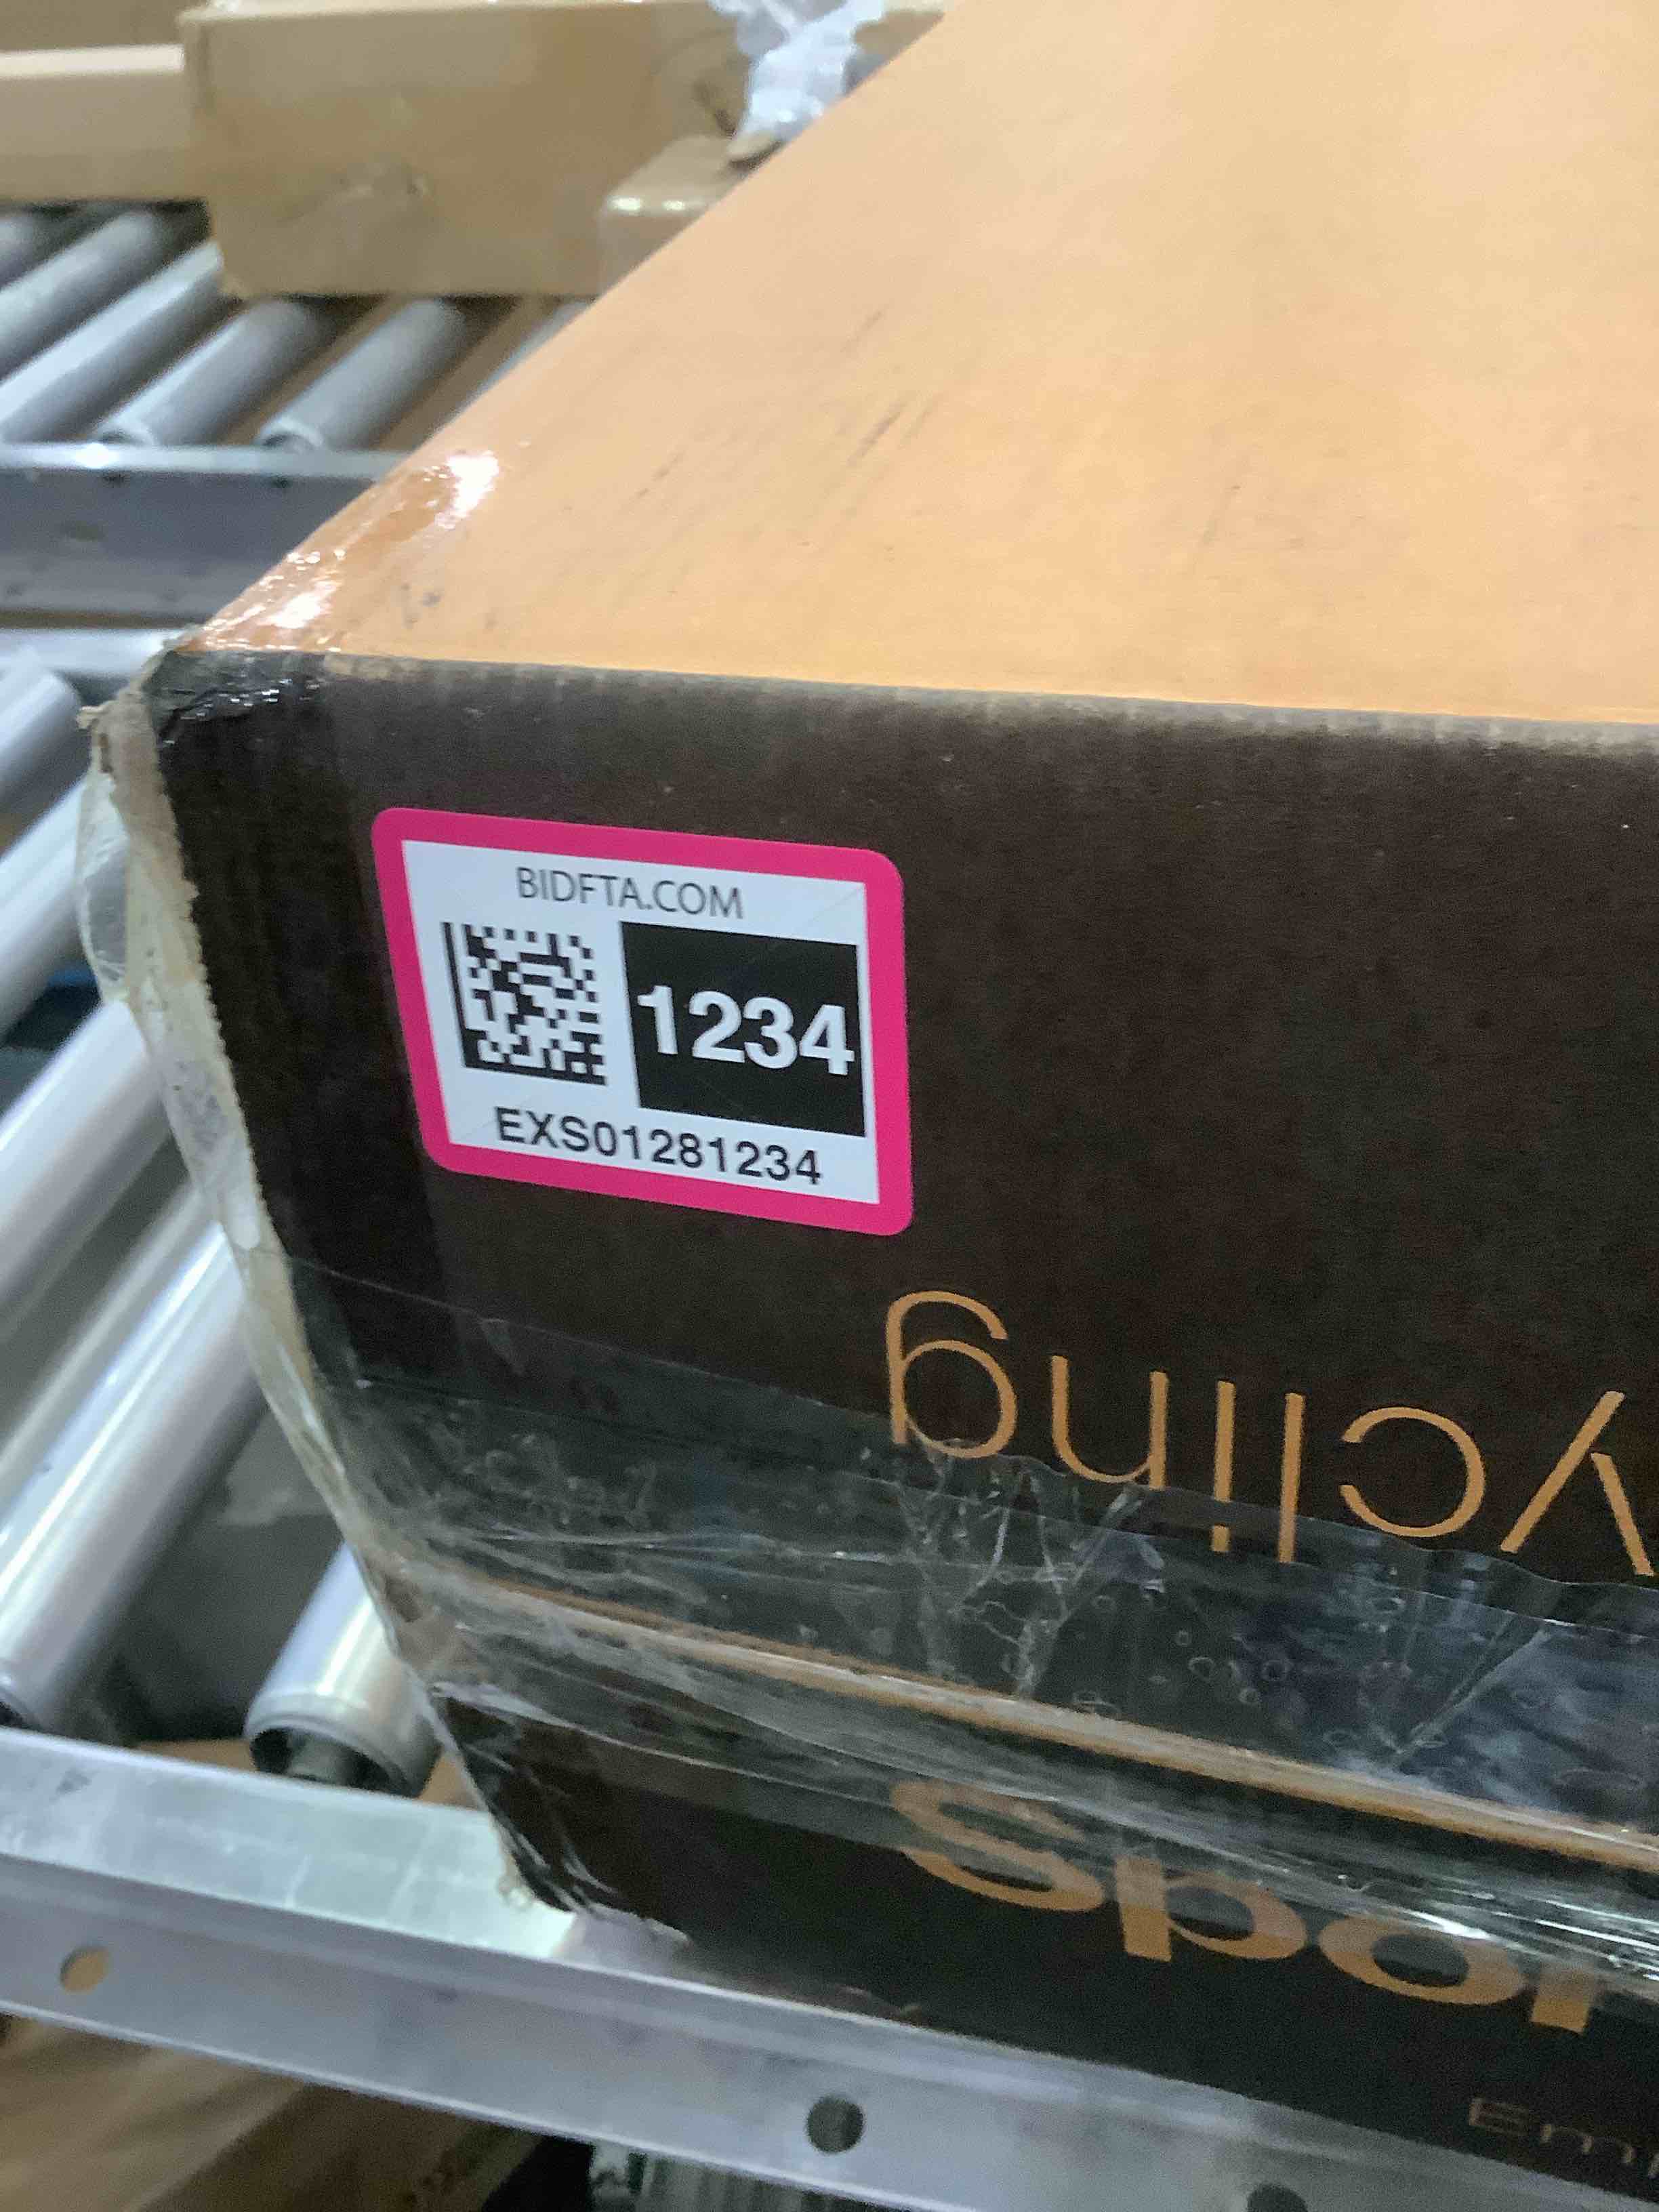 BIDFTA.COM
1234
EXS01281234
ycling
Spor